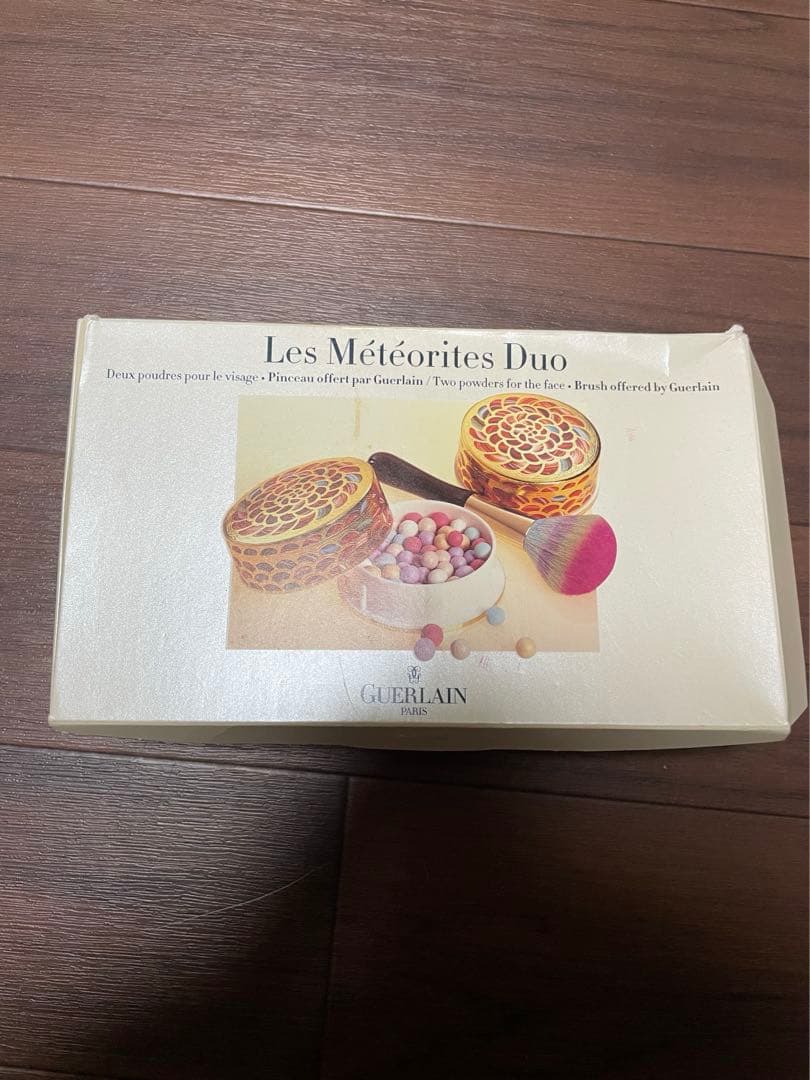 Les Météorites Duo
Deux poudres pour le visage • Pinceau offert par Guerlain / Two powders for the face • Brush offered by Guerlain
GUERLAIN
PARIS